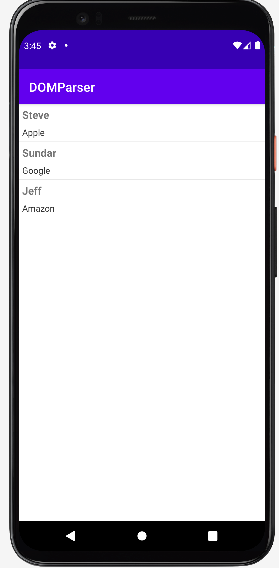 3:45
DOMParser
Steve
Apple
Sundar
Google
Jeff
Amazon